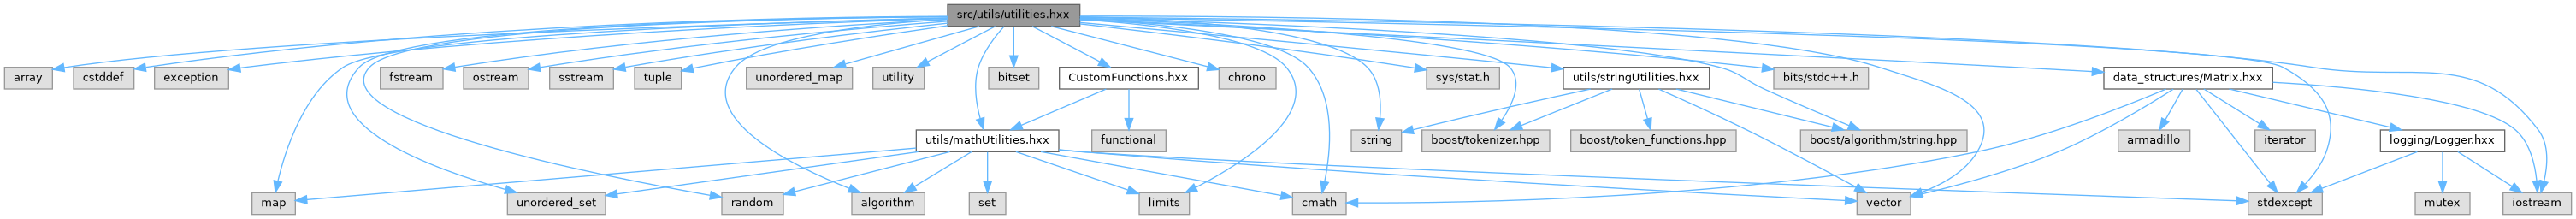 src/utils/utilities.hxx
array
cstddef
exception
fstream
ostream
sstream
tuple
unordered_map
utility
bitset
CustomFunctions.hxx
chrono
sys/stat.h
utils/stringUtilities.hxx
bits/stdc++.h
data_structures/Matrix.hxx
utils/mathUtilities.hxx
functional
string
boost/tokenizer.hpp
boost/token_functions.hpp
boost/algorithm/string.hpp
armadillo
iterator
logging/Logger.hxx
map
unordered_set
random
algorithm
set
limits
cmath
vector
stdexcept
mutex
iostream